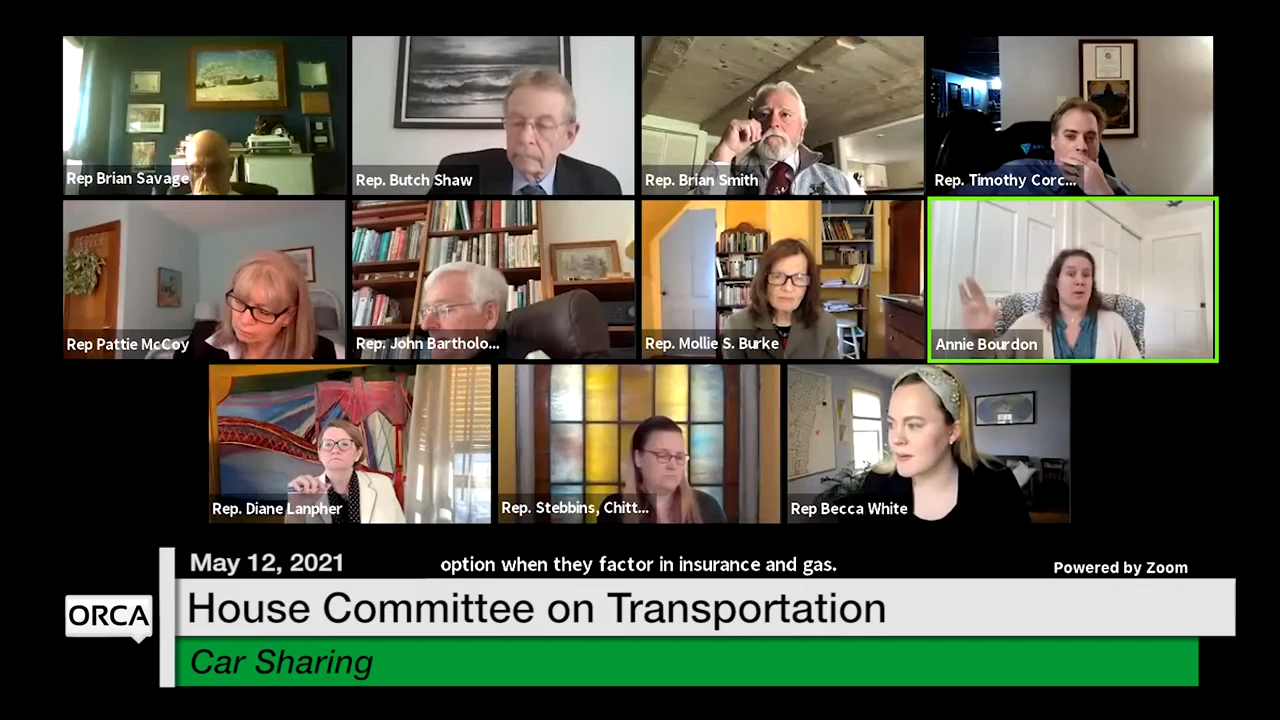 Rep Brian Savage
Rep. Butch Shaw
Rep. Brian Smith
Rep. Timothy Corc...
Rep Pattie McCoy
Rep. John Bartholo...
Rep. Mollie S. Burke
Annie Bourdon
Rep. Diane Lanpher
Rep. Stebbins, Chitt...
Rep Becca White
May 12, 2021
option when they factor in insurance and gas.
Powered by Zoom
ORCA
House Committee on Transportation
Car Sharing